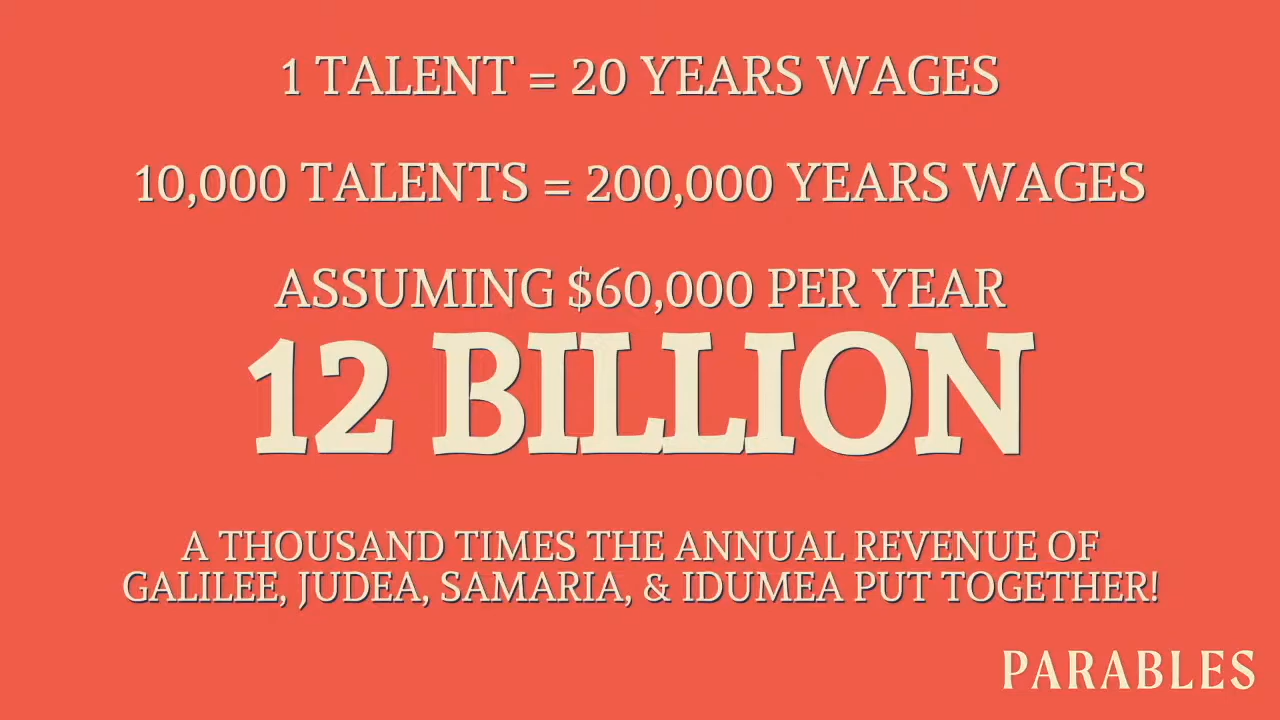 1 TALENT = 20 YEARS WAGES
10,000 TALENTS = 200,000 YEARS WAGES
ASSUMING $60,000 PER YEAR
12 BILLION
A THOUSAND TIMES THE ANNUAL REVENUE OF
GALILEE, JUDEA, SAMARIA, & IDUMEA PUT TOGETHER!
PARABLES